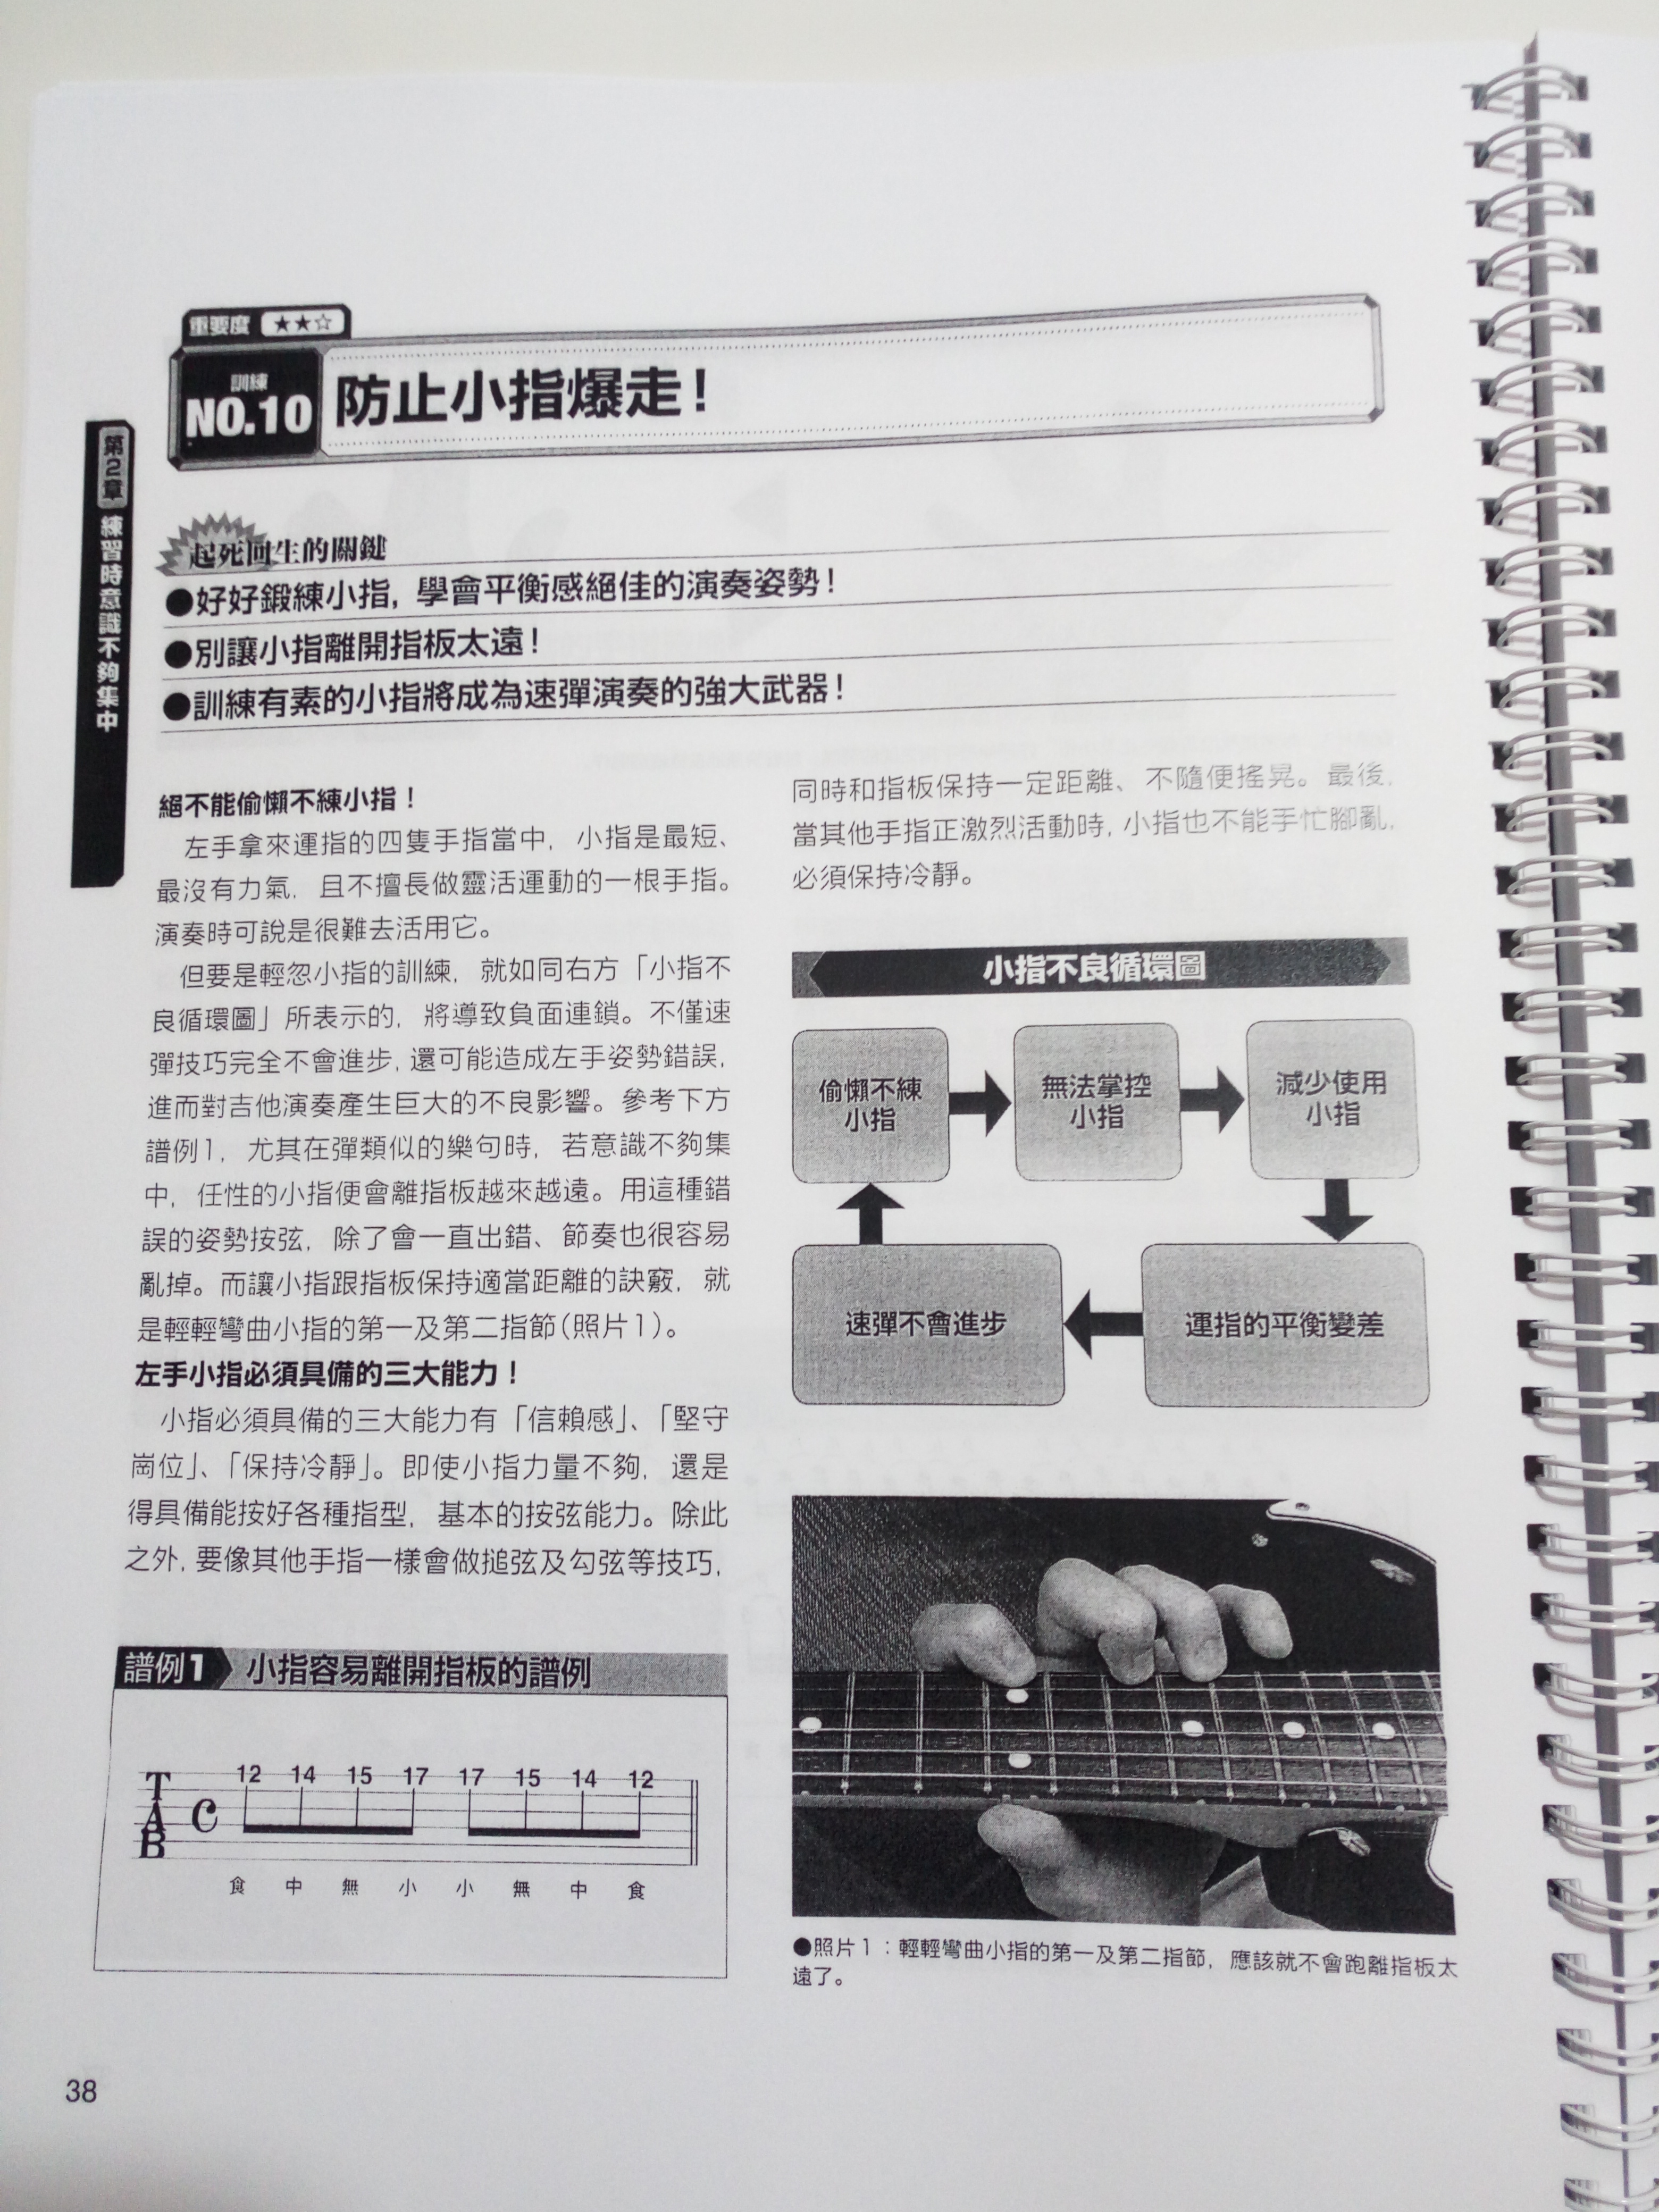 重要度 ★★☆
訓練
NO.10
防止小指爆走！
第2章 練習時意識不夠集中
起死回生的關鍵
●好好鍛練小指，學會平衡感絕佳的演奏姿勢！
●別讓小指離開指板太遠！
●訓練有素的小指將成為速彈演奏的強大武器！
絕不能偷懶不練小指！
左手拿來運指的四隻手指當中，小指是最短、
最沒有力氣，且不擅長做靈活運動的一根手指。
演奏時可說是很難去活用它。
但要是輕忽小指的訓練，就如同右方「小指不
良循環圖」所表示的，將導致負面連鎖。不僅速
彈技巧完全不會進步，還可能造成左手姿勢錯誤，
進而對吉他演奏產生巨大的不良影響。參考下方
譜例1，尤其在彈類似的樂句時，若意識不夠集
中，任性的小指便會離指板越來越遠。用這種錯
誤的姿勢按弦，除了會一直出錯、節奏也很容易
亂掉。而讓小指跟指板保持適當距離的訣竅，就
是輕輕彎曲小指的第一及第二指節（照片1）。
左手小指必須具備的三大能力！
小指必須具備的三大能力有「信賴感」、「堅守
崗位」、「保持冷靜」。即使小指力量不夠，還是
得具備能按好各種指型，基本的按弦能力。除此
之外，要像其他手指一樣會做搥弦及勾弦等技巧，
同時和指板保持一定距離、不隨便搖晃。最後，
當其他手指正激烈活動時，小指也不能手忙腳亂，
必須保持冷靜。
小指不良循環圖
偷懶不練
小指
無法掌控
小指
減少使用
小指
速彈不會進步
運指的平衡變差
譜例1 小指容易離開指板的譜例
12 14 15 17 17 15 14 12
T
A
B
C
食 中 無 小 小 無 中 食
●照片1：輕輕彎曲小指的第一及第二指節，應該就不會跑離指板太
遠了。
38